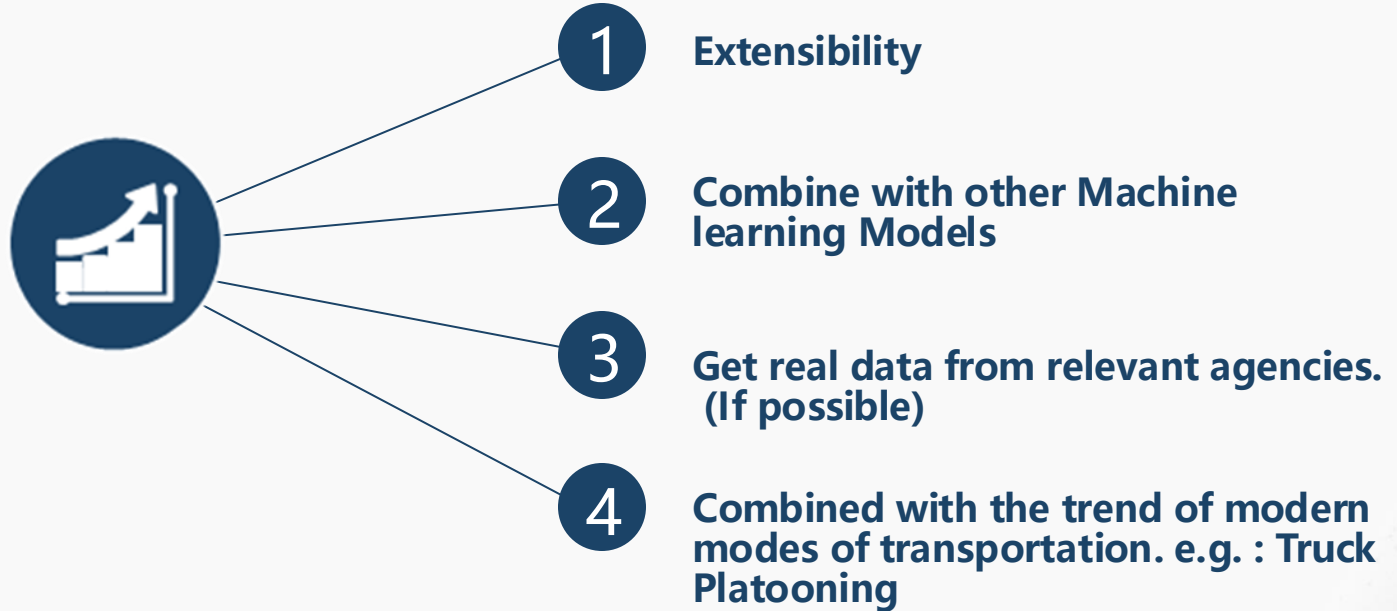 1 Extensibility
2 Combine with other Machine
learning Models
3 Get real data from relevant agencies.
(If possible)
4 Combined with the trend of modern
modes of transportation. e.g. : Truck
Platooning